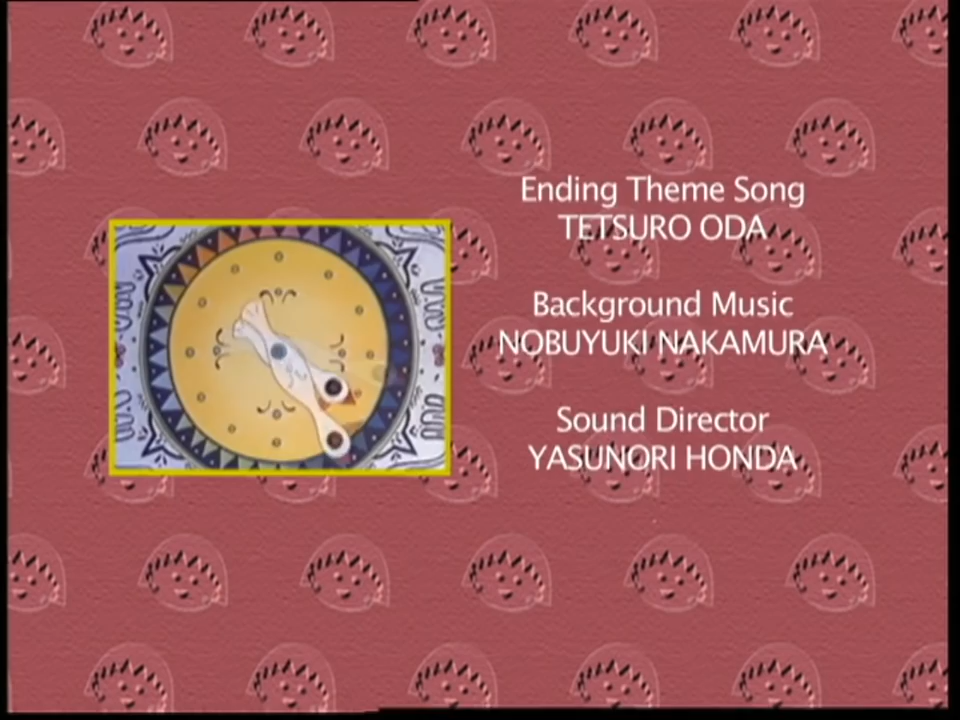 Ending Theme Song
TETSURO ODA
Background Music
NOBUYUKI NAKAMURA
Sound Director
YASUNORI HONDA